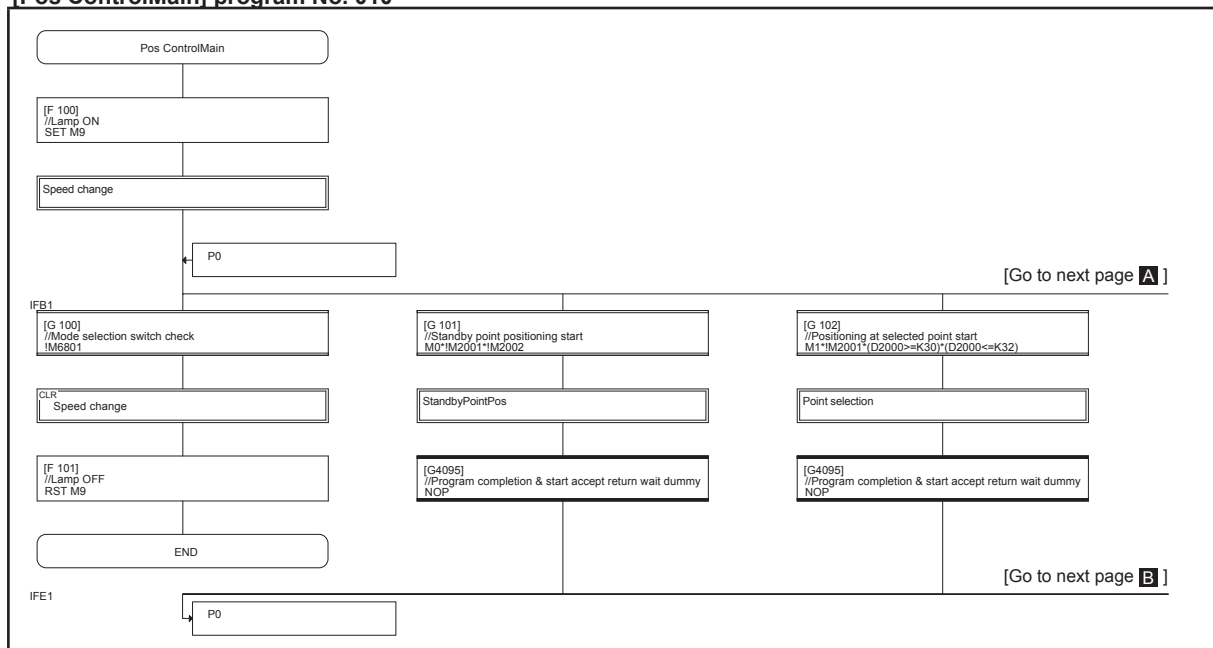 [Pos ControlMain] program No. 010
Pos ControlMain
[F 100]
//Lamp ON
SET M9
Speed change
P0
[Go to next page A ]
IFB1
[G 100]
//Mode selection switch check
!M6801
[G 101]
//Standby point positioning start
M0*!M2001*!M2002
[G 102]
//Positioning at selected point start
M1*!M2001*(D2000>=K30)*(D2000<=K32)
CLR
Speed change
StandbyPointPos
Point selection
[F 101]
//Lamp OFF
RST M9
[G4095]
//Program completion & start accept return wait dummy
NOP
[G4095]
//Program completion & start accept return wait dummy
NOP
END
[Go to next page B ]
IFE1
P0